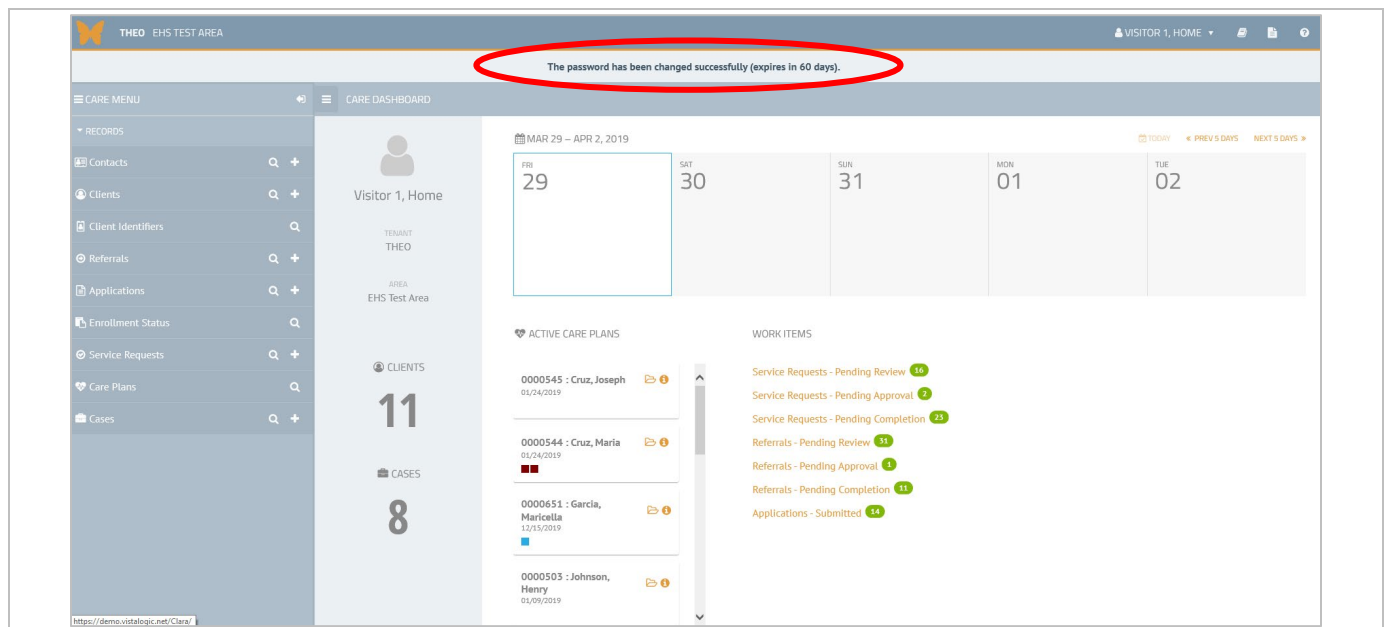 THEO EHS TEST AREA
VISITOR 1, HOME
The password has been changed successfully (expires in 60 days).
CARE MENU
CARE DASHBOARD
RECORDS
Contacts
Clients
Client Identifiers
Referrals
Applications
Enrollment Status
Service Requests
Care Plans
Cases
Visitor 1, Home
TENANT
THEO
AREA
EHS Test Area
CLIENTS
11
CASES
8
MAR 29 – APR 2, 2019
TODAY « PREV 5 DAYS NEXT 5 DAYS »
FRI
29
SAT
30
SUN
31
MON
01
TUE
02
ACTIVE CARE PLANS
0000545 : Cruz, Joseph
01/24/2019
0000544 : Cruz, Maria
01/24/2019
0000651 : Garcia,
Maricella
12/15/2019
0000503 : Johnson,
Henry
01/09/2019
WORK ITEMS
Service Requests - Pending Review 16
Service Requests - Pending Approval 2
Service Requests - Pending Completion 23
Referrals - Pending Review 31
Referrals - Pending Approval 1
Referrals - Pending Completion 11
Applications - Submitted 14
https://demo.vistalogic.net/Clara/